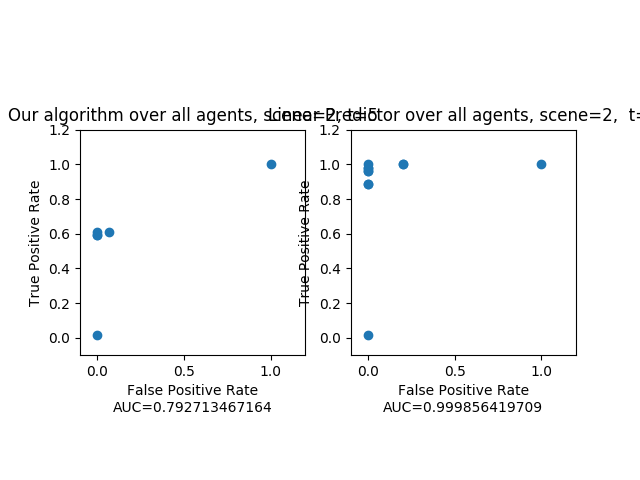 Our algorithm over all agents, scene=2, t=5
Linear Predictor over all agents, scene=2, t=
1.2
1.0
0.8
0.6
0.4
0.2
0.0
True Positive Rate
0.0 0.5 1.0
False Positive Rate
AUC=0.792713467164
1.2
1.0
0.8
0.6
0.4
0.2
0.0
True Positive Rate
0.0 0.5 1.0
False Positive Rate
AUC=0.999856419709